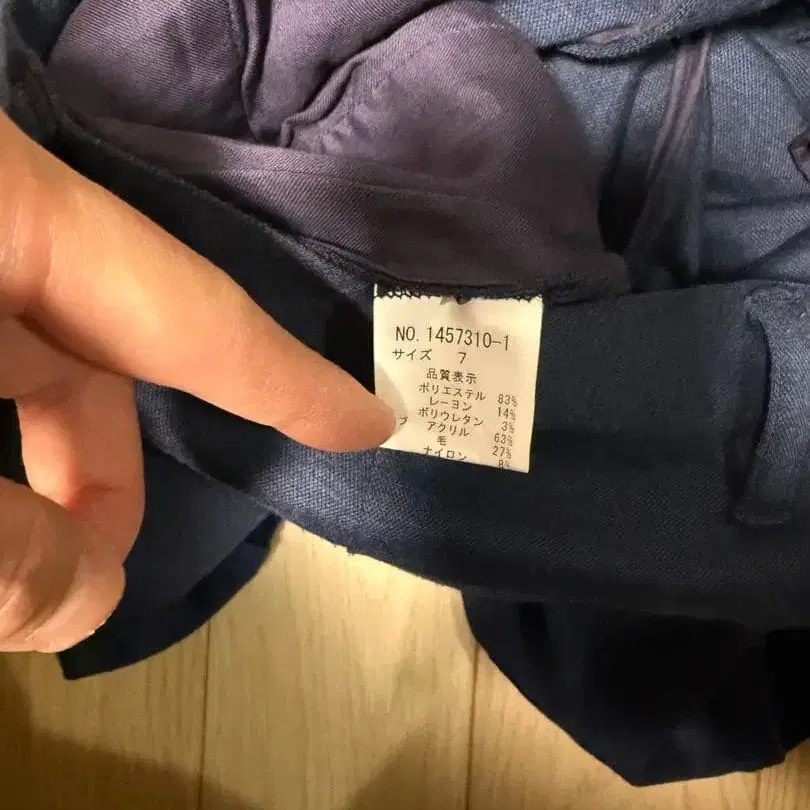 NO. 1457310-1
サイズ 7
品質表示
ポリエステル 83%
レーヨン 14%
ポリウレタン 3%
アクリル 63%
毛 27%
ナイロン 8%